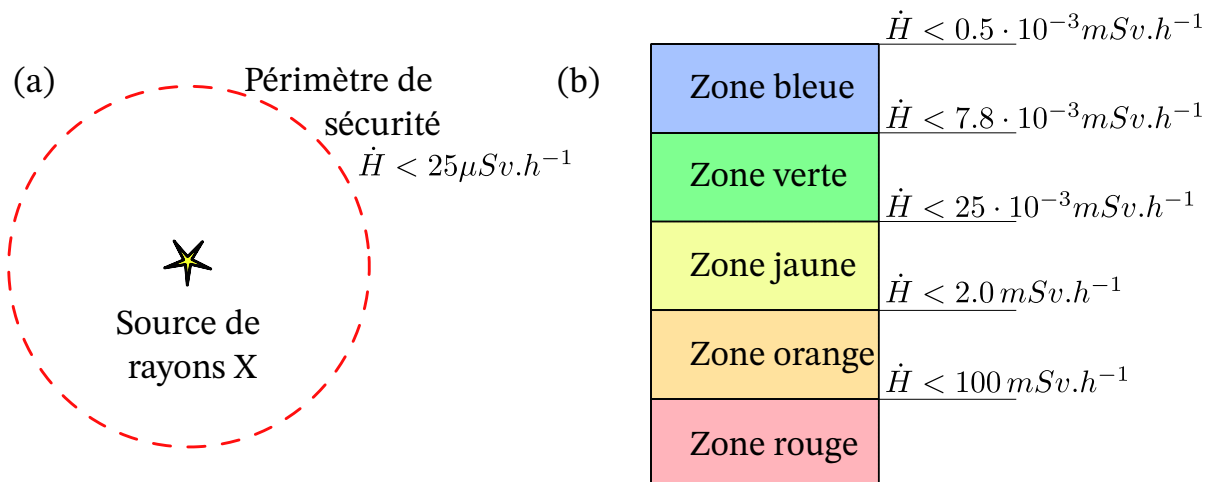 (a)
Périmètre de
sécurité
Ḣ < 25μSv.h⁻¹
Source de
rayons X
(b)
Ḣ < 0.5 · 10⁻³mSv.h⁻¹
Zone bleue
Ḣ < 7.8 · 10⁻³mSv.h⁻¹
Zone verte
Ḣ < 25 · 10⁻³mSv.h⁻¹
Zone jaune
Ḣ < 2.0 mSv.h⁻¹
Zone orange
Ḣ < 100 mSv.h⁻¹
Zone rouge